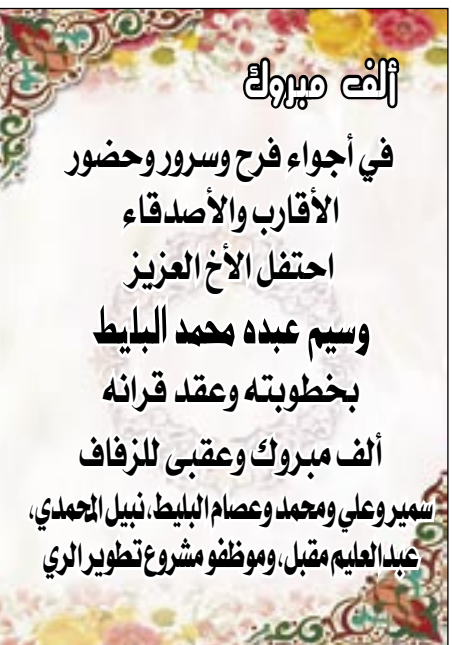 ألف مبروك
في أجواء فرح وسرور وحضور
الأقارب والأصدقاء
احتفل الأخ العزيز
وسيم عبده محمد البليط
بخطوبته وعقد قرانه
ألف مبروك وعقبى للزفاف
سمير وعلي ومحمد وعصام البليط، نبيل المحمدي،
عبدالعليم مقبل، وموظفو مشروع تطوير الري